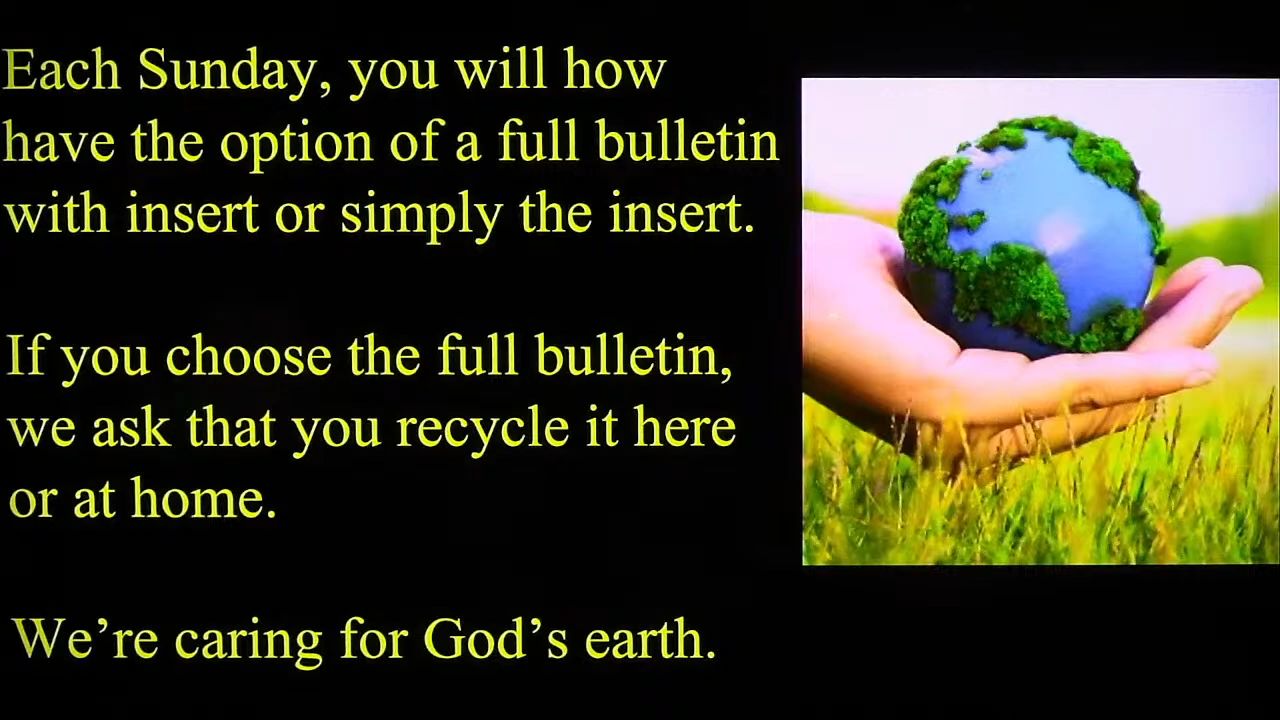 Each Sunday, you will how
have the option of a full bulletin
with insert or simply the insert.
If you choose the full bulletin,
we ask that you recycle it here
or at home.
We’re caring for God’s earth.